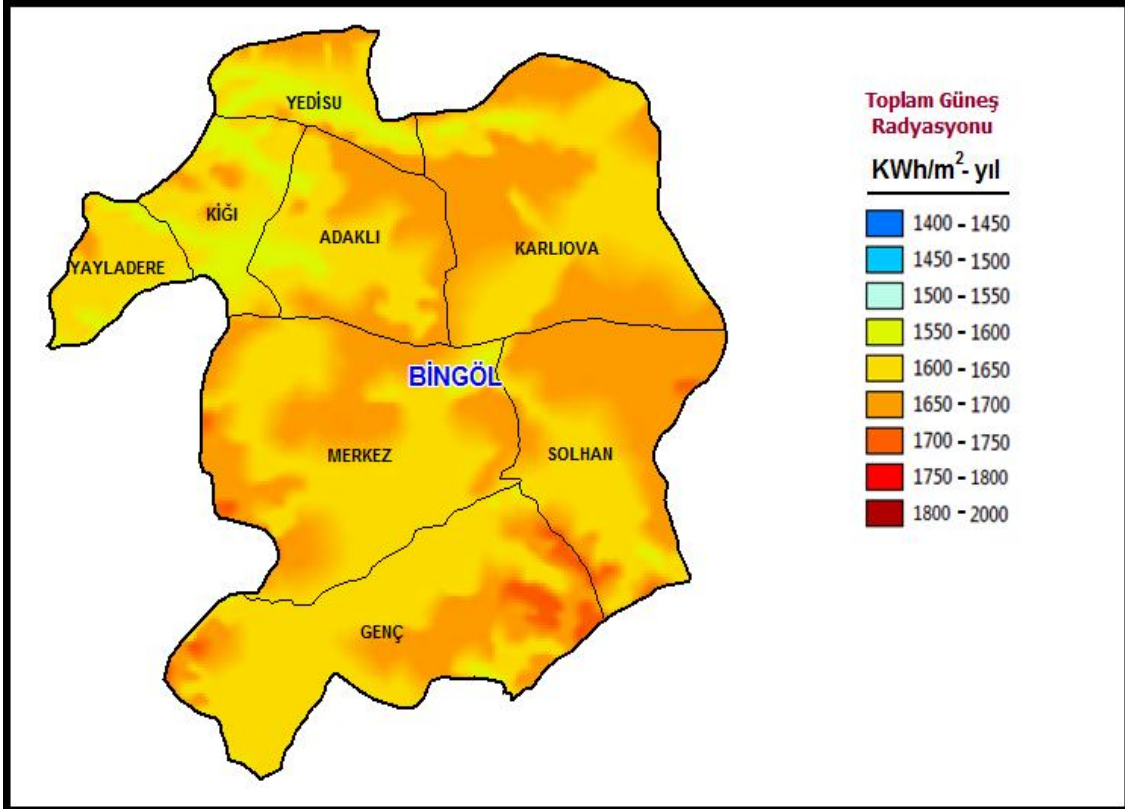 YEDİSU
KİĞI
ADAKLI
KARLIOVA
YAYLADERE
BİNGÖL
MERKEZ
SOLHAN
GENÇ
Toplam Güneş
Radyasyonu
KWh/m²- yıl
1400 - 1450
1450 - 1500
1500 - 1550
1550 - 1600
1600 - 1650
1650 - 1700
1700 - 1750
1750 - 1800
1800 - 2000